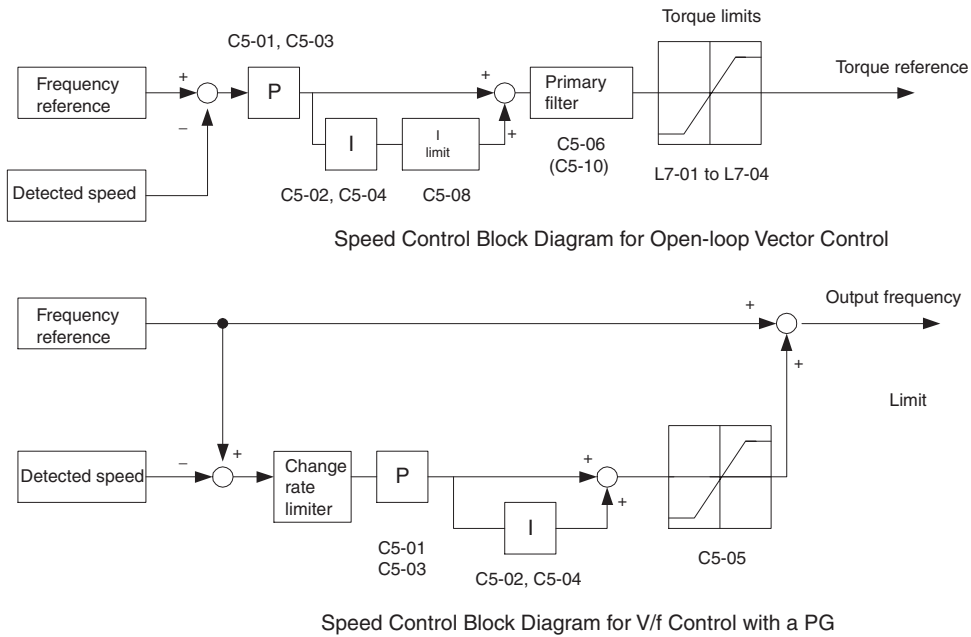 Torque limits
C5-01, C5-03
Frequency
reference
+
−
P
+
+
I
I
limit
Primary
filter
Torque reference
Detected speed
C5-02, C5-04
C5-08
C5-06
(C5-10)
L7-01 to L7-04
Speed Control Block Diagram for Open-loop Vector Control
Frequency
reference
+
Output frequency
+
Limit
Detected speed
−
+
Change
rate
limiter
P
+
+
I
C5-01
C5-03
C5-02, C5-04
C5-05
Speed Control Block Diagram for V/f Control with a PG